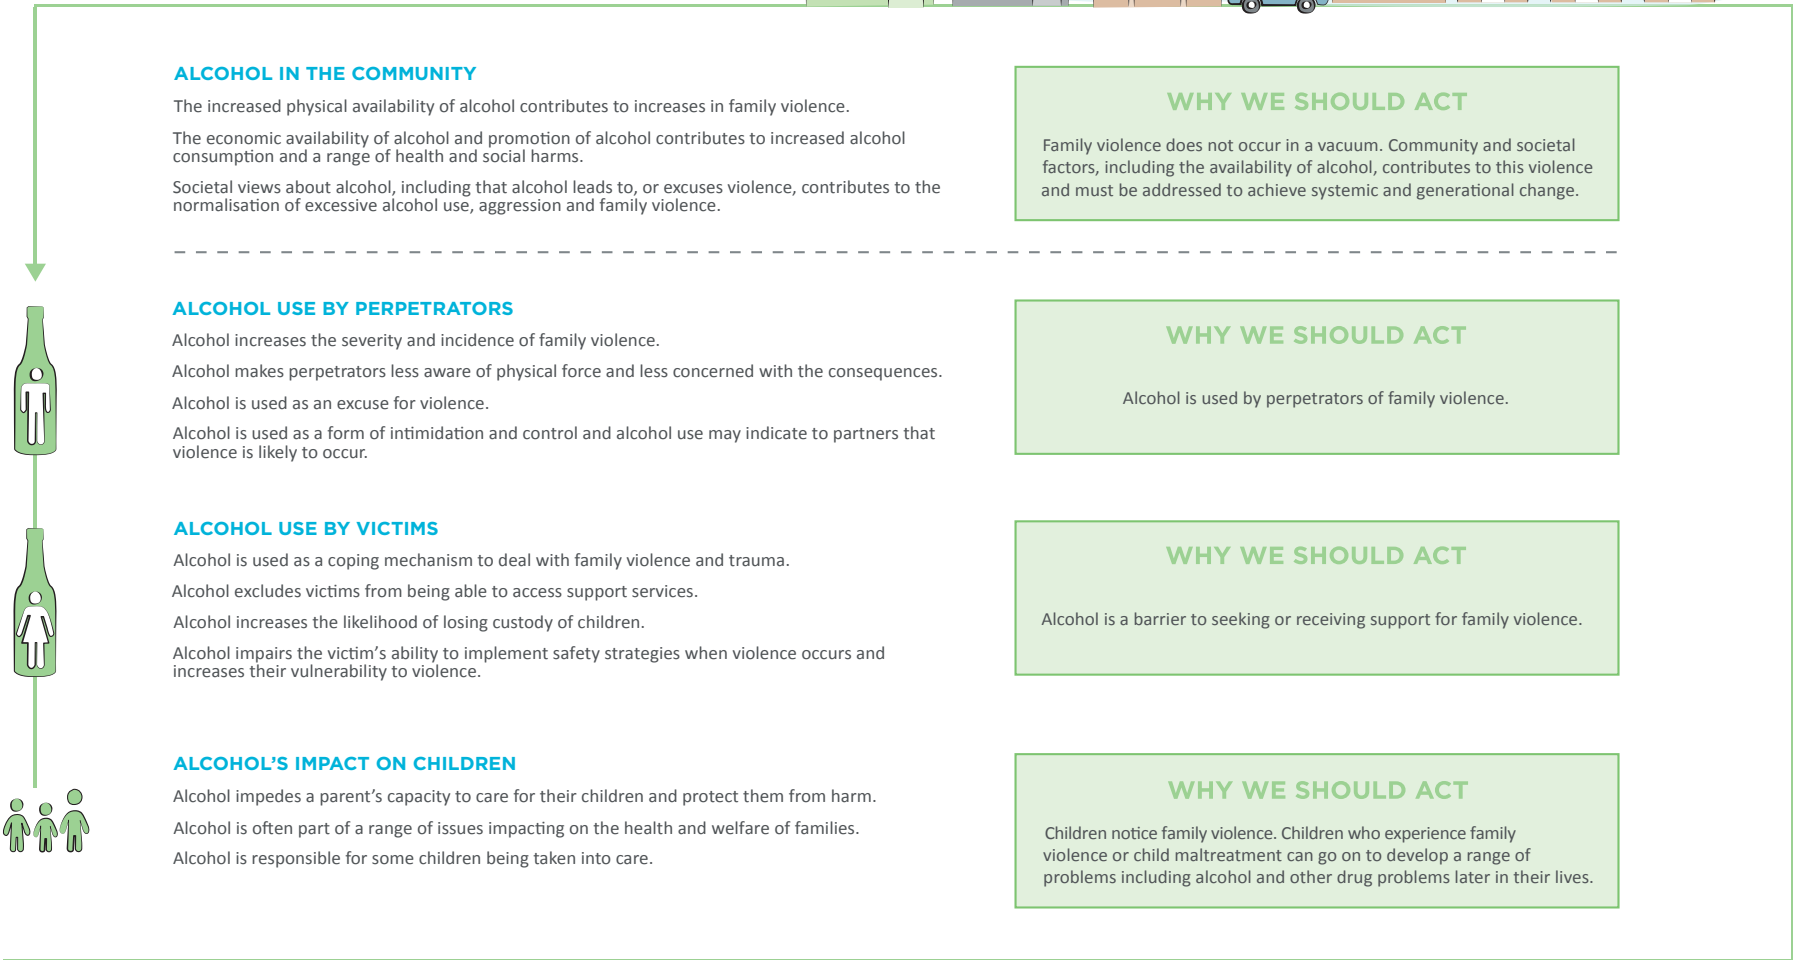 ALCOHOL IN THE COMMUNITY
The increased physical availability of alcohol contributes to increases in family violence.
The economic availability of alcohol and promotion of alcohol contributes to increased alcohol
consumption and a range of health and social harms.
Societal views about alcohol, including that alcohol leads to, or excuses violence, contributes to the
normalisation of excessive alcohol use, aggression and family violence.
WHY WE SHOULD ACT
Family violence does not occur in a vacuum. Community and societal
factors, including the availability of alcohol, contributes to this violence
and must be addressed to achieve systemic and generational change.
ALCOHOL USE BY PERPETRATORS
Alcohol increases the severity and incidence of family violence.
Alcohol makes perpetrators less aware of physical force and less concerned with the consequences.
Alcohol is used as an excuse for violence.
Alcohol is used as a form of intimidation and control and alcohol use may indicate to partners that
violence is likely to occur.
WHY WE SHOULD ACT
Alcohol is used by perpetrators of family violence.
ALCOHOL USE BY VICTIMS
Alcohol is used as a coping mechanism to deal with family violence and trauma.
Alcohol excludes victims from being able to access support services.
Alcohol increases the likelihood of losing custody of children.
Alcohol impairs the victim's ability to implement safety strategies when violence occurs and
increases their vulnerability to violence.
WHY WE SHOULD ACT
Alcohol is a barrier to seeking or receiving support for family violence.
ALCOHOL'S IMPACT ON CHILDREN
Alcohol impedes a parent's capacity to care for their children and protect them from harm.
Alcohol is often part of a range of issues impacting on the health and welfare of families.
Alcohol is responsible for some children being taken into care.
WHY WE SHOULD ACT
Children notice family violence. Children who experience family
violence or child maltreatment can go on to develop a range of
problems including alcohol and other drug problems later in their lives.